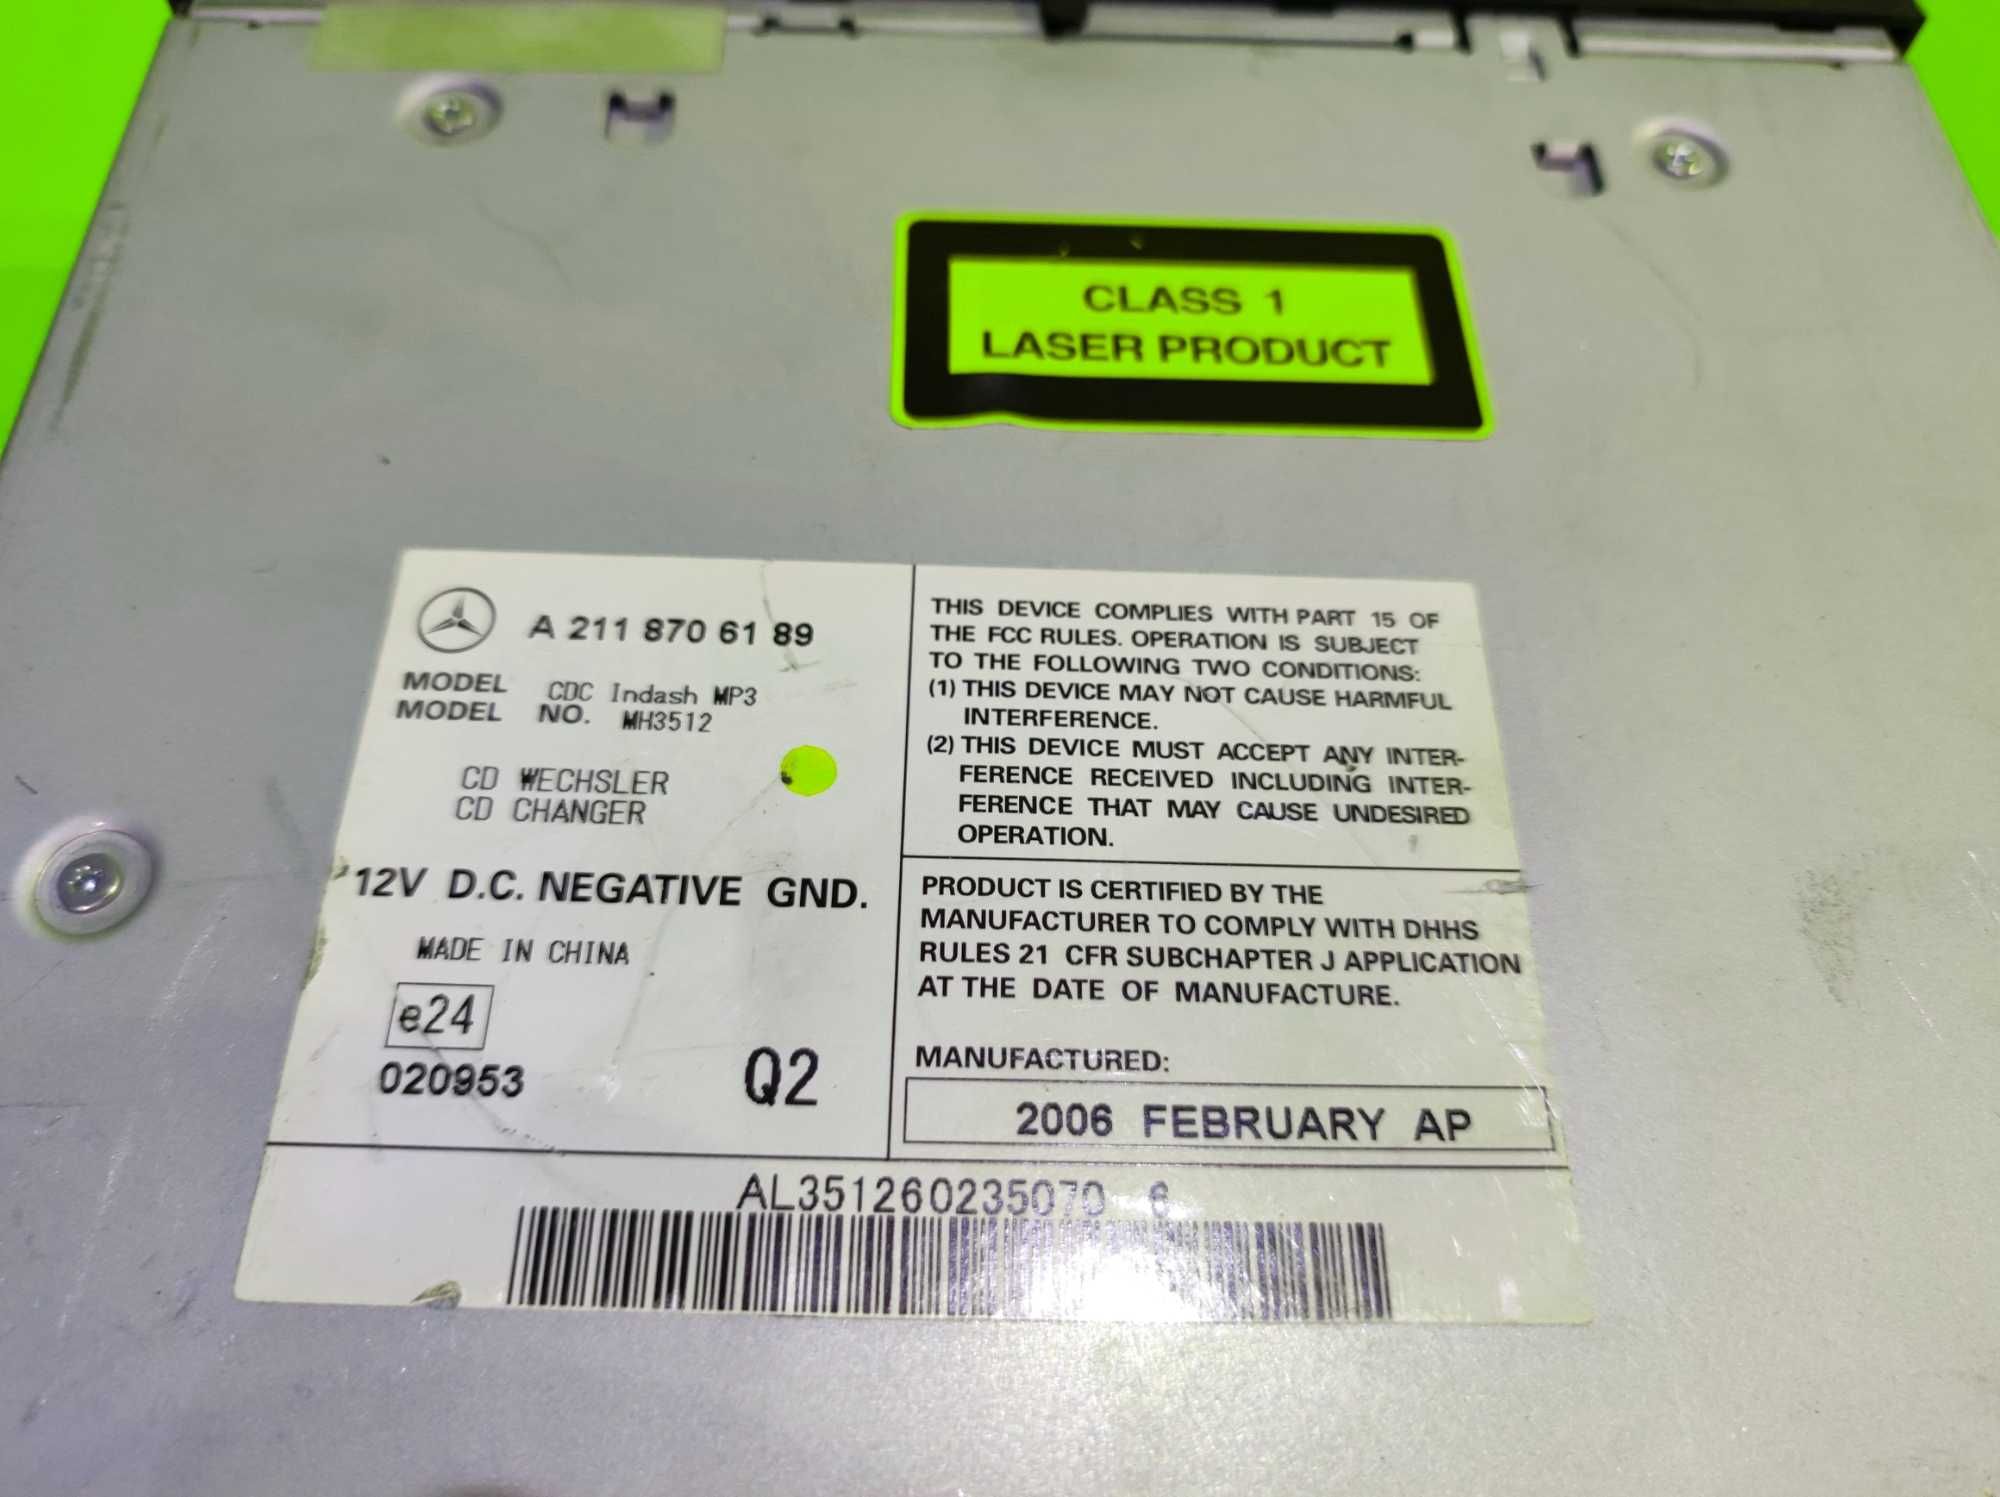 CLASS 1
LASER PRODUCT
A 211 870 61 89
MODEL CDC Indash MP3
MODEL NO. MH3512
CD WECHSLER
CD CHANGER
12V D.C. NEGATIVE GND.
MADE IN CHINA
e24
020953
Q2
THIS DEVICE COMPLIES WITH PART 15 OF
THE FCC RULES. OPERATION IS SUBJECT
TO THE FOLLOWING TWO CONDITIONS:
(1) THIS DEVICE MAY NOT CAUSE HARMFUL
INTERFERENCE.
(2) THIS DEVICE MUST ACCEPT ANY INTER-
FERENCE RECEIVED INCLUDING INTER-
FERENCE THAT MAY CAUSE UNDESIRED
OPERATION.
PRODUCT IS CERTIFIED BY THE
MANUFACTURER TO COMPLY WITH DHHS
RULES 21 CFR SUBCHAPTER J APPLICATION
AT THE DATE OF MANUFACTURE.
MANUFACTURED:
2006 FEBRUARY AP
AL351260235070 6